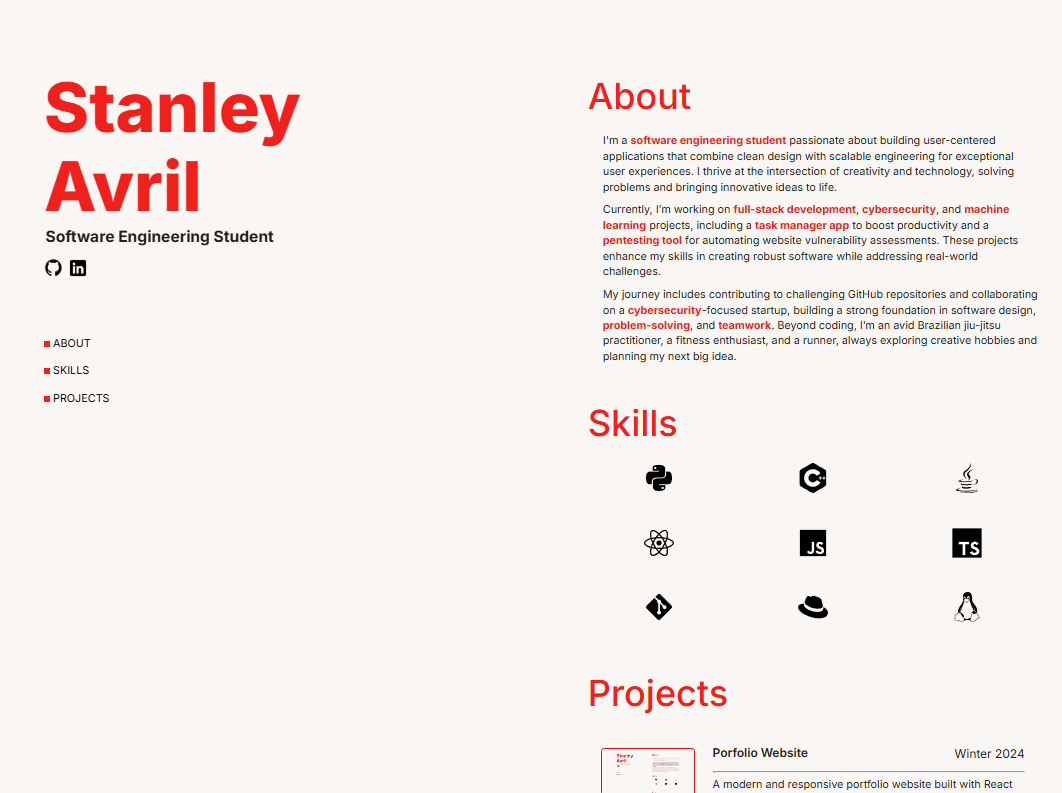 Stanley
Avril
Software Engineering Student
ABOUT
SKILLS
PROJECTS
About
I'm a software engineering student passionate about building user-centered
applications that combine clean design with scalable engineering for exceptional
user experiences. I thrive at the intersection of creativity and technology, solving
problems and bringing innovative ideas to life.
Currently, I'm working on full-stack development, cybersecurity, and machine
learning projects, including a task manager app to boost productivity and a
pentesting tool for automating website vulnerability assessments. These projects
enhance my skills in creating robust software while addressing real-world
challenges.
My journey includes contributing to challenging GitHub repositories and collaborating
on a cybersecurity-focused startup, building a strong foundation in software design,
problem-solving, and teamwork. Beyond coding, I'm an avid Brazilian jiu-jitsu
practitioner, a fitness enthusiast, and a runner, always exploring creative hobbies and
planning my next big idea.
Skills
C++
JS
TS
Projects
Stanley
Avril
Porfolio Website
Winter 2024
A modern and responsive portfolio website built with React